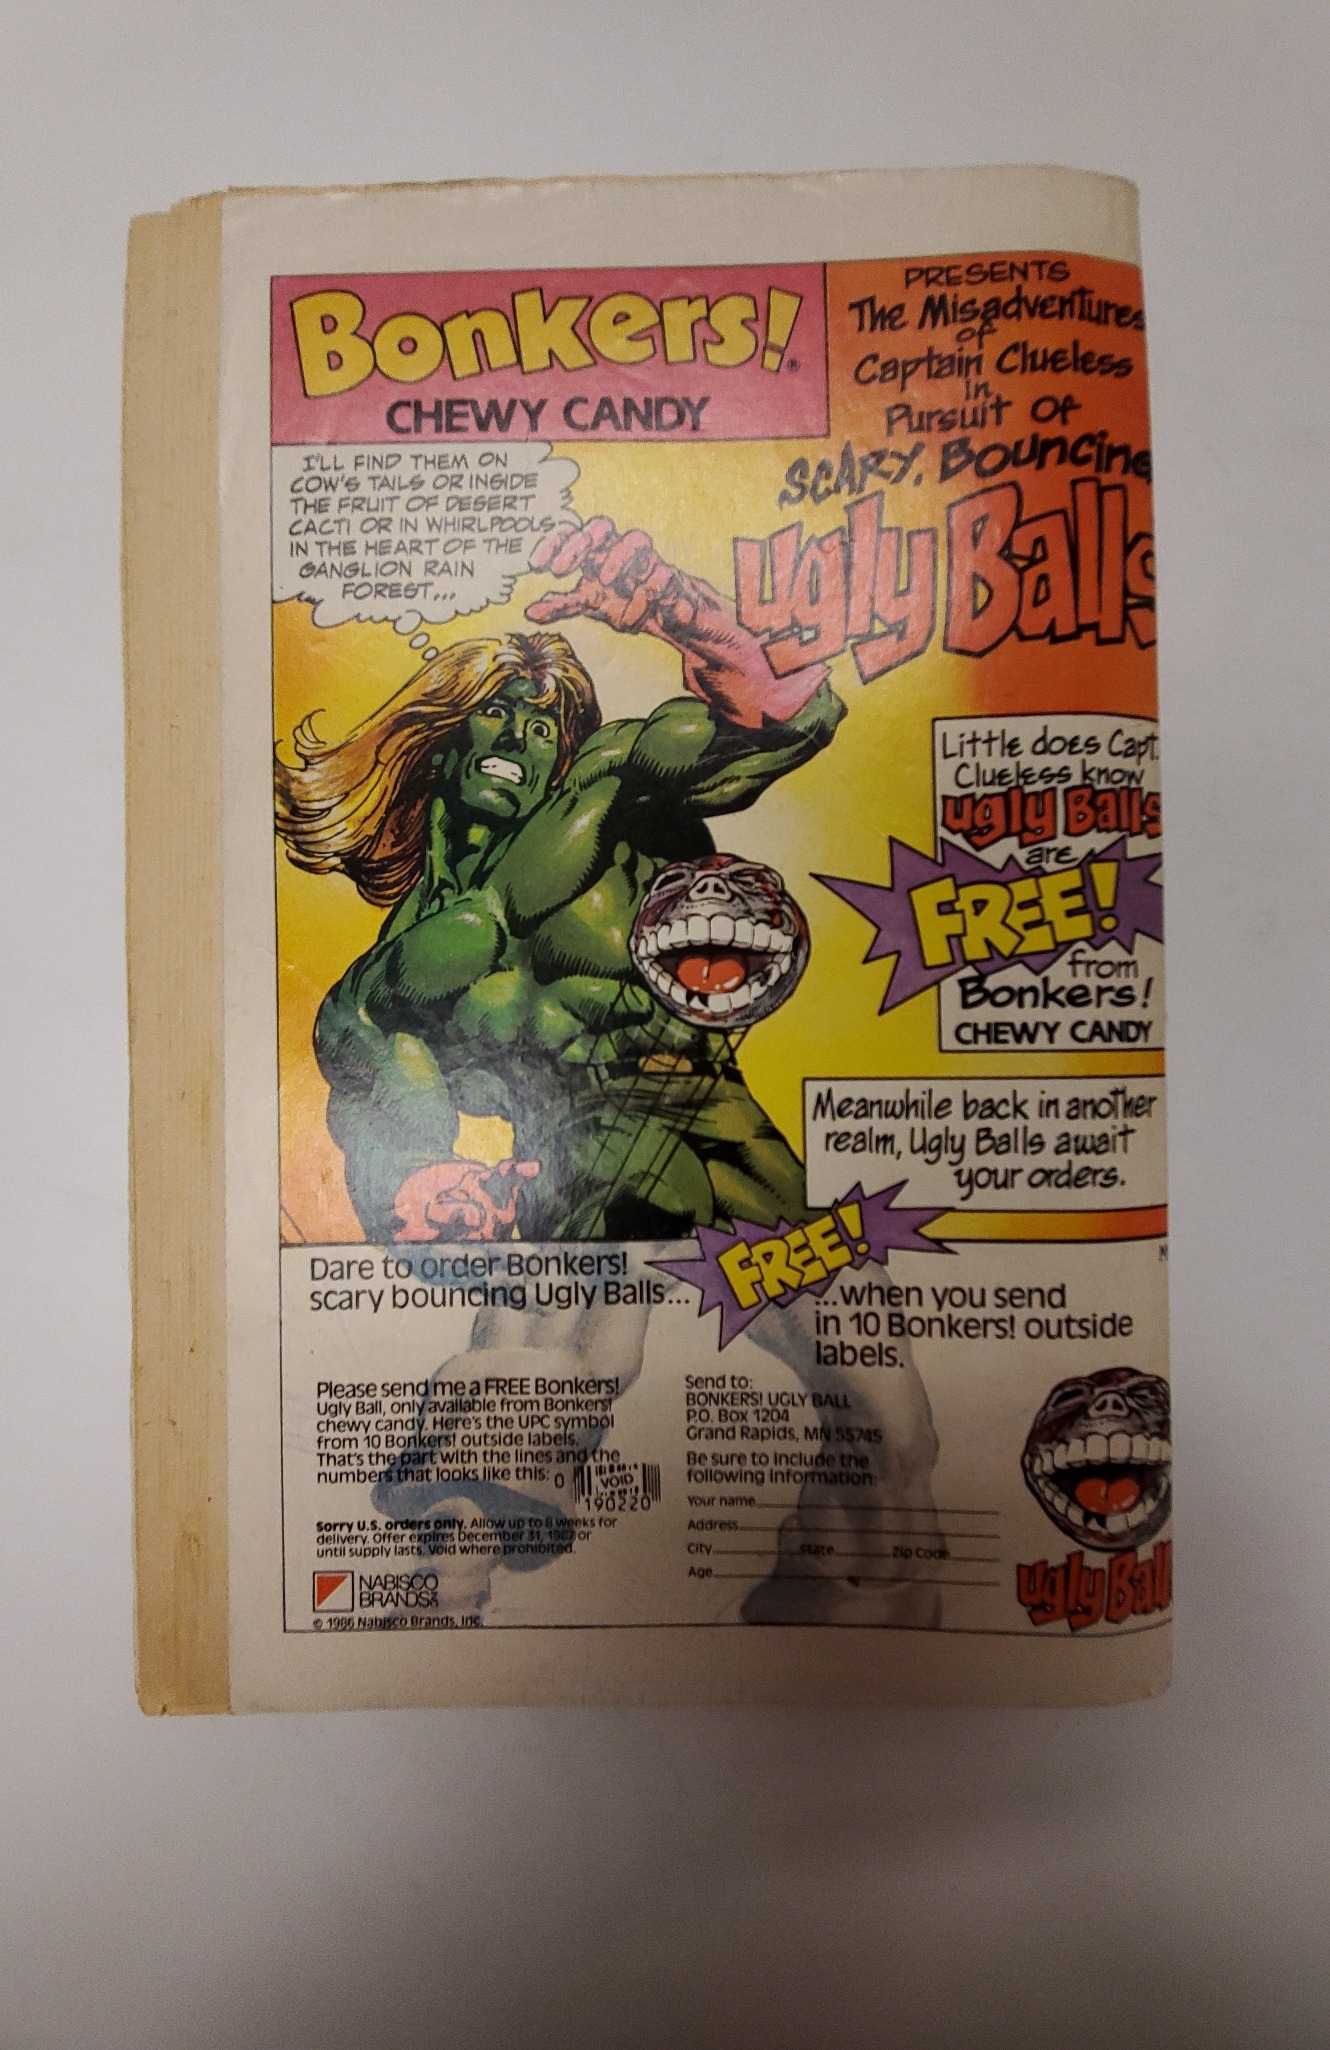 Bonkers!®
CHEWY CANDY
PRESENTS
The Misadventures
of
Captain Clueless
in
Pursuit Of
SCARY, Bouncing
ugly Balls
I'LL FIND THEM ON
COW'S TAILS OR INSIDE
THE FRUIT OF DESERT
CACTI OR IN WHIRLPOOLS
IN THE HEART OF THE
GANGLION RAIN
FOREST...
Little does Capt.
Clueless know
ugly Balls
are
FREE!
from
Bonkers!
CHEWY CANDY
Meanwhile back in another
realm, Ugly Balls await
your orders.
Dare to order Bonkers!
scary bouncing Ugly Balls...
FREE!
...when you send
in 10 Bonkers! outside
labels.
Please send me a FREE Bonkers!
Ugly Ball, only available from Bonkers!
chewy candy. Here's the UPC symbol
from 10 Bonkers! outside labels.
That's the part with the lines and the
numbers that looks like this:
0
VOID
190220
Sorry U.S. orders only. Allow up to 8 weeks for
delivery. Offer expires December 31, 1987 or
until supply lasts. Void where prohibited.
NABISCO
BRANDS INC
© 1986 Nabisco Brands, Inc.
Send to:
BONKERS! UGLY BALL
P.O. Box 1204
Grand Rapids, MN 55745
Be sure to include the
following information:
Your name
Address
City State Zip Code
Age
ugly Ball